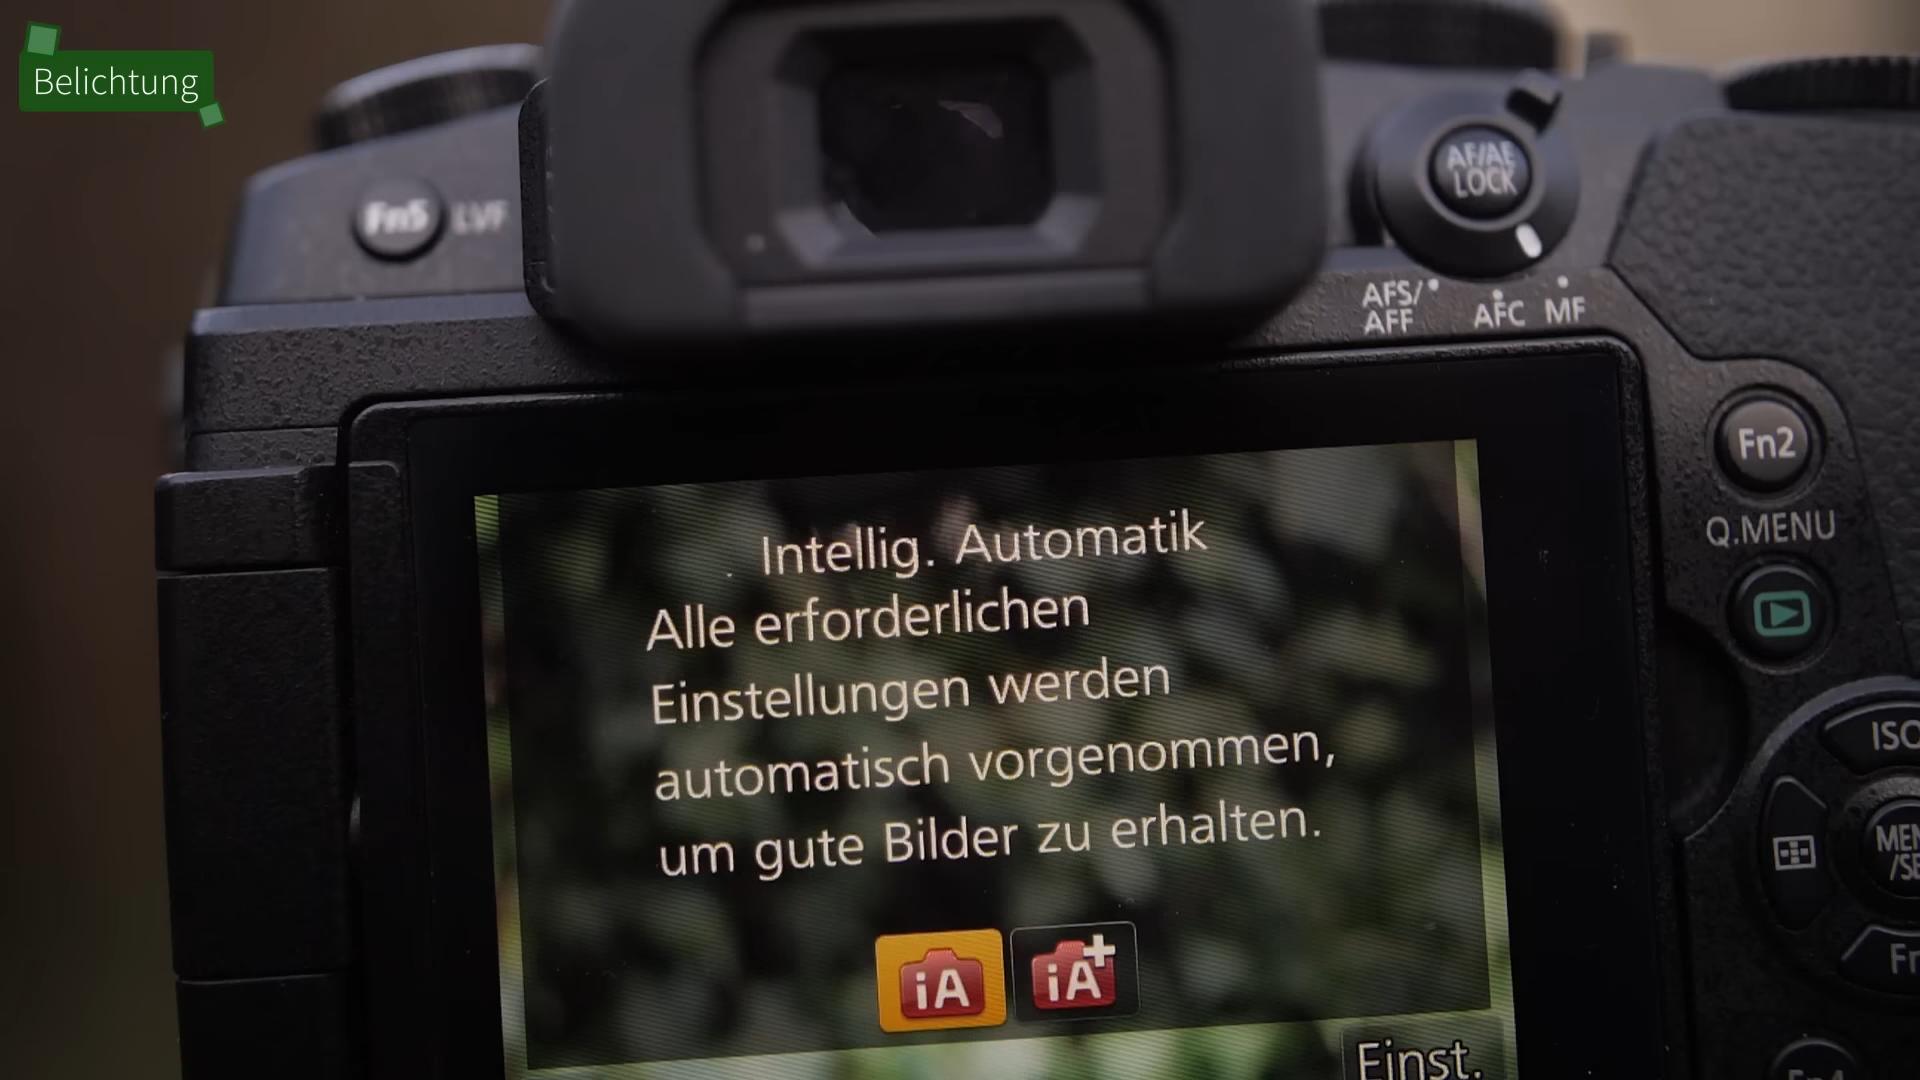 Belichtung
Fn5 LVF
AF/AE
LOCK
AFS/
AFF
AFC
MF
Fn2
Q.MENU
Intellig. Automatik
Alle erforderlichen
Einstellungen werden
automatisch vorgenommen,
um gute Bilder zu erhalten.
iA
iA+
Einst.